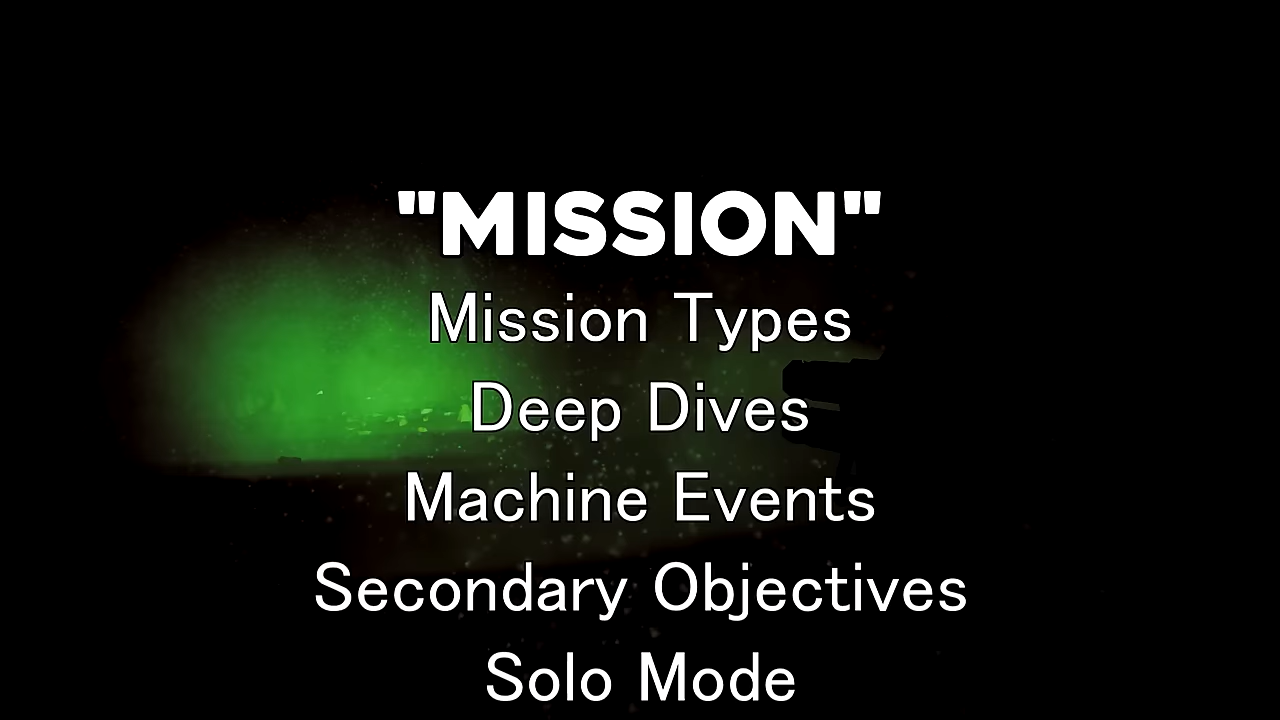 "MISSION"
Mission Types
Deep Dives
Machine Events
Secondary Objectives
Solo Mode